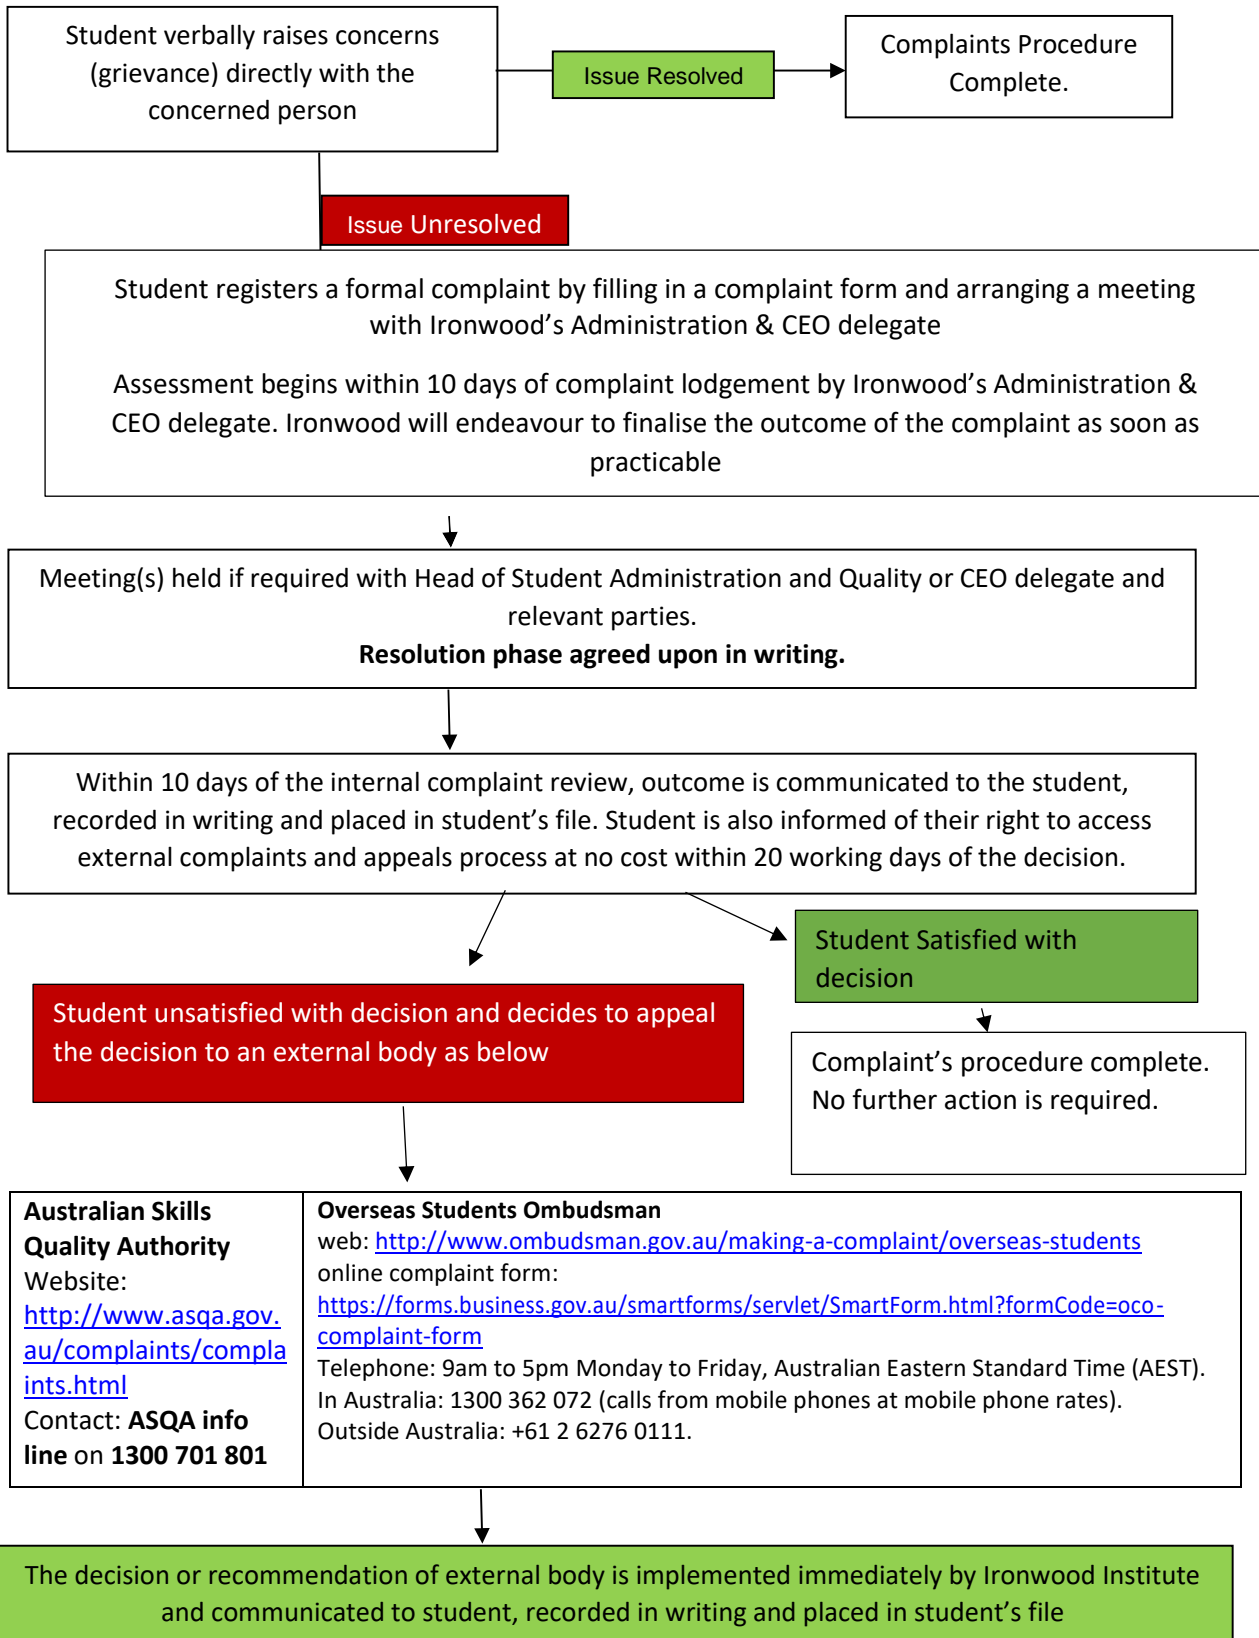 Student verbally raises concerns
(grievance) directly with the
concerned person
Issue Resolved
Complaints Procedure
Complete.
Issue Unresolved
Student registers a formal complaint by filling in a complaint form and arranging a meeting
with Ironwood’s Administration & CEO delegate
Assessment begins within 10 days of complaint lodgement by Ironwood’s Administration &
CEO delegate. Ironwood will endeavour to finalise the outcome of the complaint as soon as
practicable
Meeting(s) held if required with Head of Student Administration and Quality or CEO delegate and
relevant parties.
Resolution phase agreed upon in writing.
Within 10 days of the internal complaint review, outcome is communicated to the student,
recorded in writing and placed in student’s file. Student is also informed of their right to access
external complaints and appeals process at no cost within 20 working days of the decision.
Student Satisfied with
decision
Student unsatisfied with decision and decides to appeal
the decision to an external body as below
Complaint’s procedure complete.
No further action is required.
Australian Skills
Quality Authority
Website:
http://www.asqa.gov.
au/complaints/compla
ints.html
Contact: ASQA info
line on 1300 701 801
Overseas Students Ombudsman
web: http://www.ombudsman.gov.au/making-a-complaint/overseas-students
online complaint form:
https://forms.business.gov.au/smartforms/servlet/SmartForm.html?formCode=oco-
complaint-form
Telephone: 9am to 5pm Monday to Friday, Australian Eastern Standard Time (AEST).
In Australia: 1300 362 072 (calls from mobile phones at mobile phone rates).
Outside Australia: +61 2 6276 0111.
The decision or recommendation of external body is implemented immediately by Ironwood Institute
and communicated to student, recorded in writing and placed in student’s file